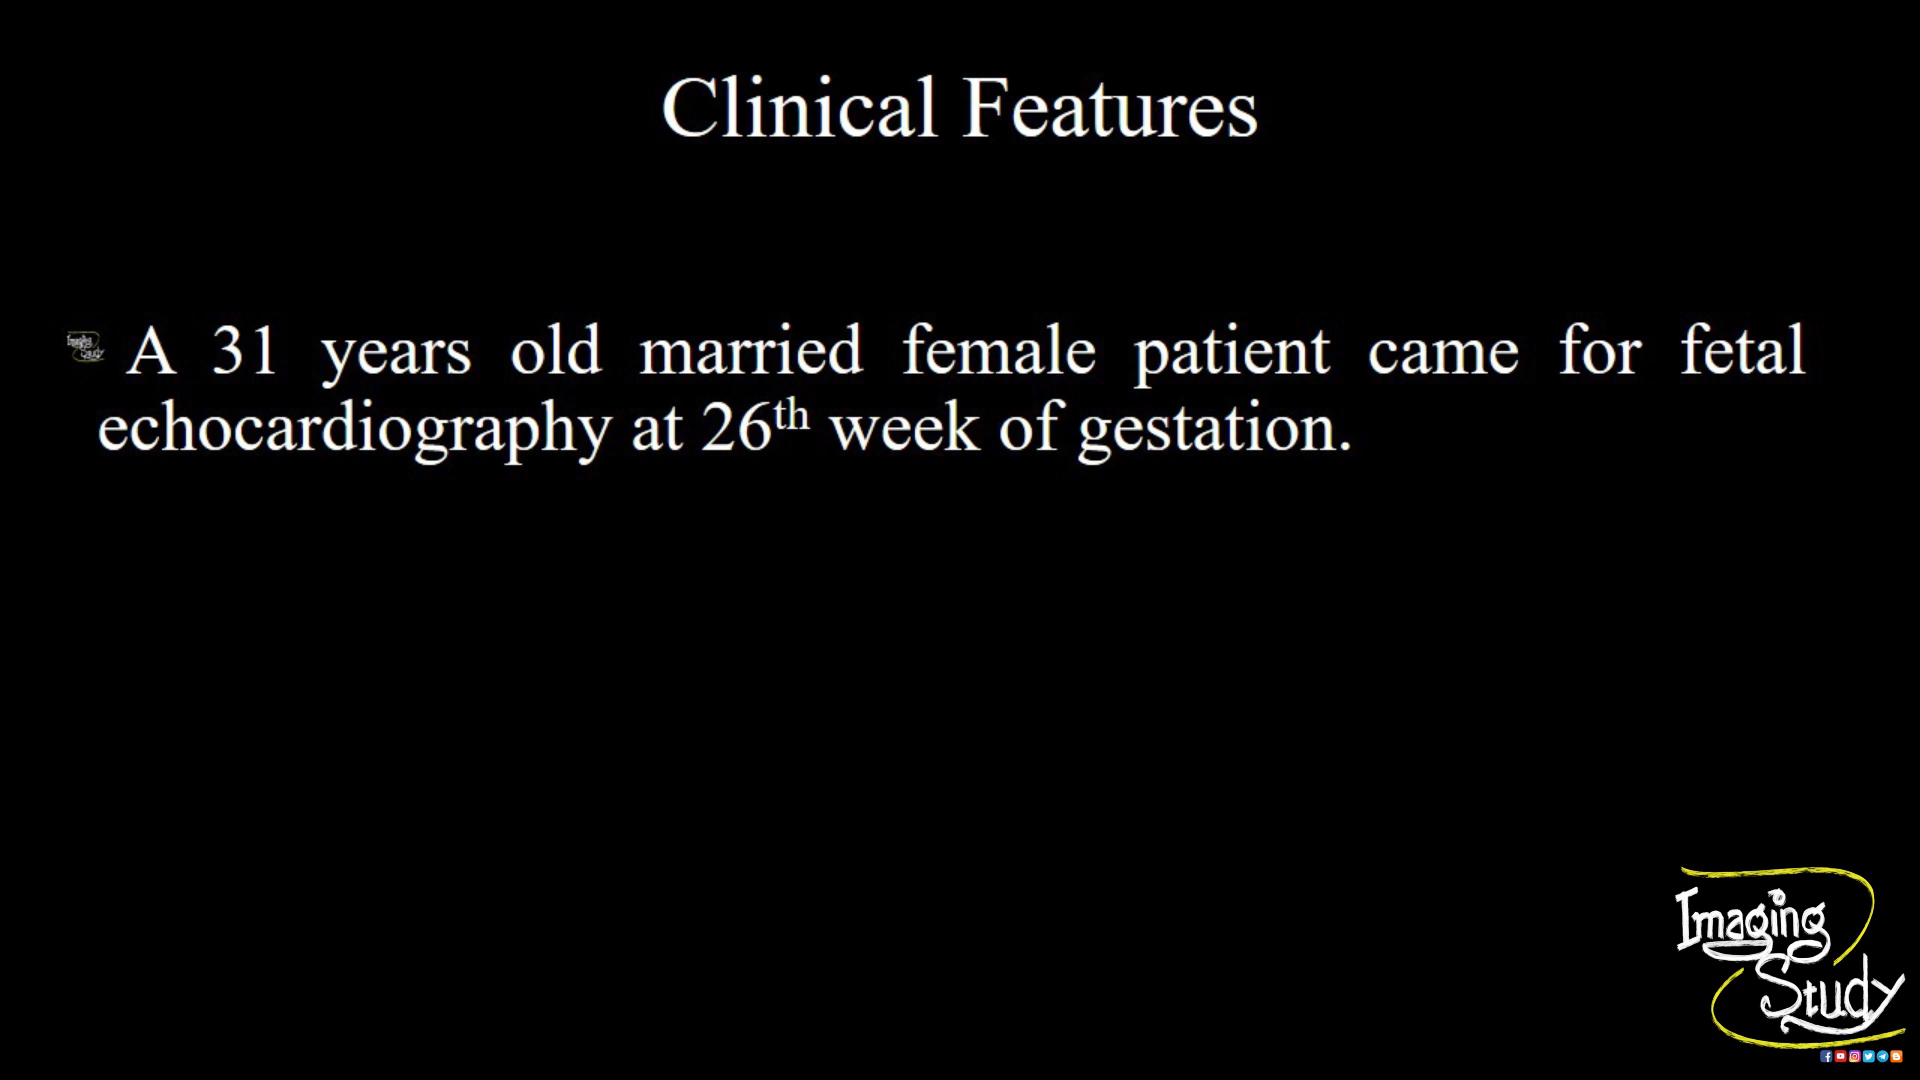 Clinical Features
A 31 years old married female patient came for fetal
echocardiography at 26th week of gestation.
Imaging
Study